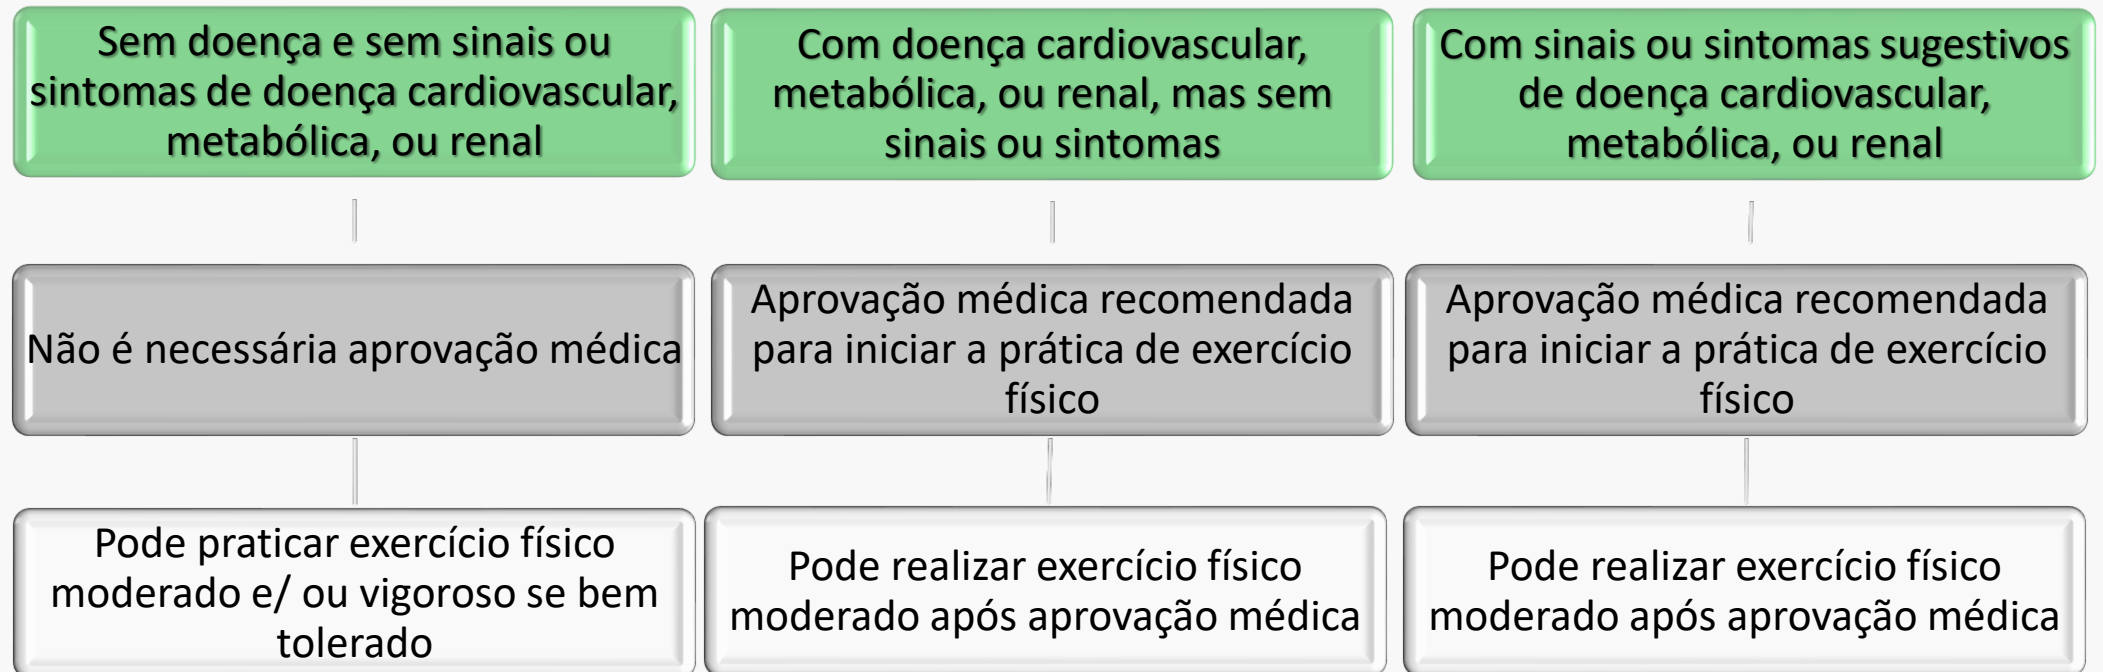 Sem doença e sem sinais ou
sintomas de doença cardiovascular,
metabólica, ou renal
Com doença cardiovascular,
metabólica, ou renal, mas sem
sinais ou sintomas
Com sinais ou sintomas sugestivos
de doença cardiovascular,
metabólica, ou renal
Não é necessária aprovação médica
Aprovação médica recomendada
para iniciar a prática de exercício
físico
Aprovação médica recomendada
para iniciar a prática de exercício
físico
Pode praticar exercício físico
moderado e/ ou vigoroso se bem
tolerado
Pode realizar exercício físico
moderado após aprovação médica
Pode realizar exercício físico
moderado após aprovação médica